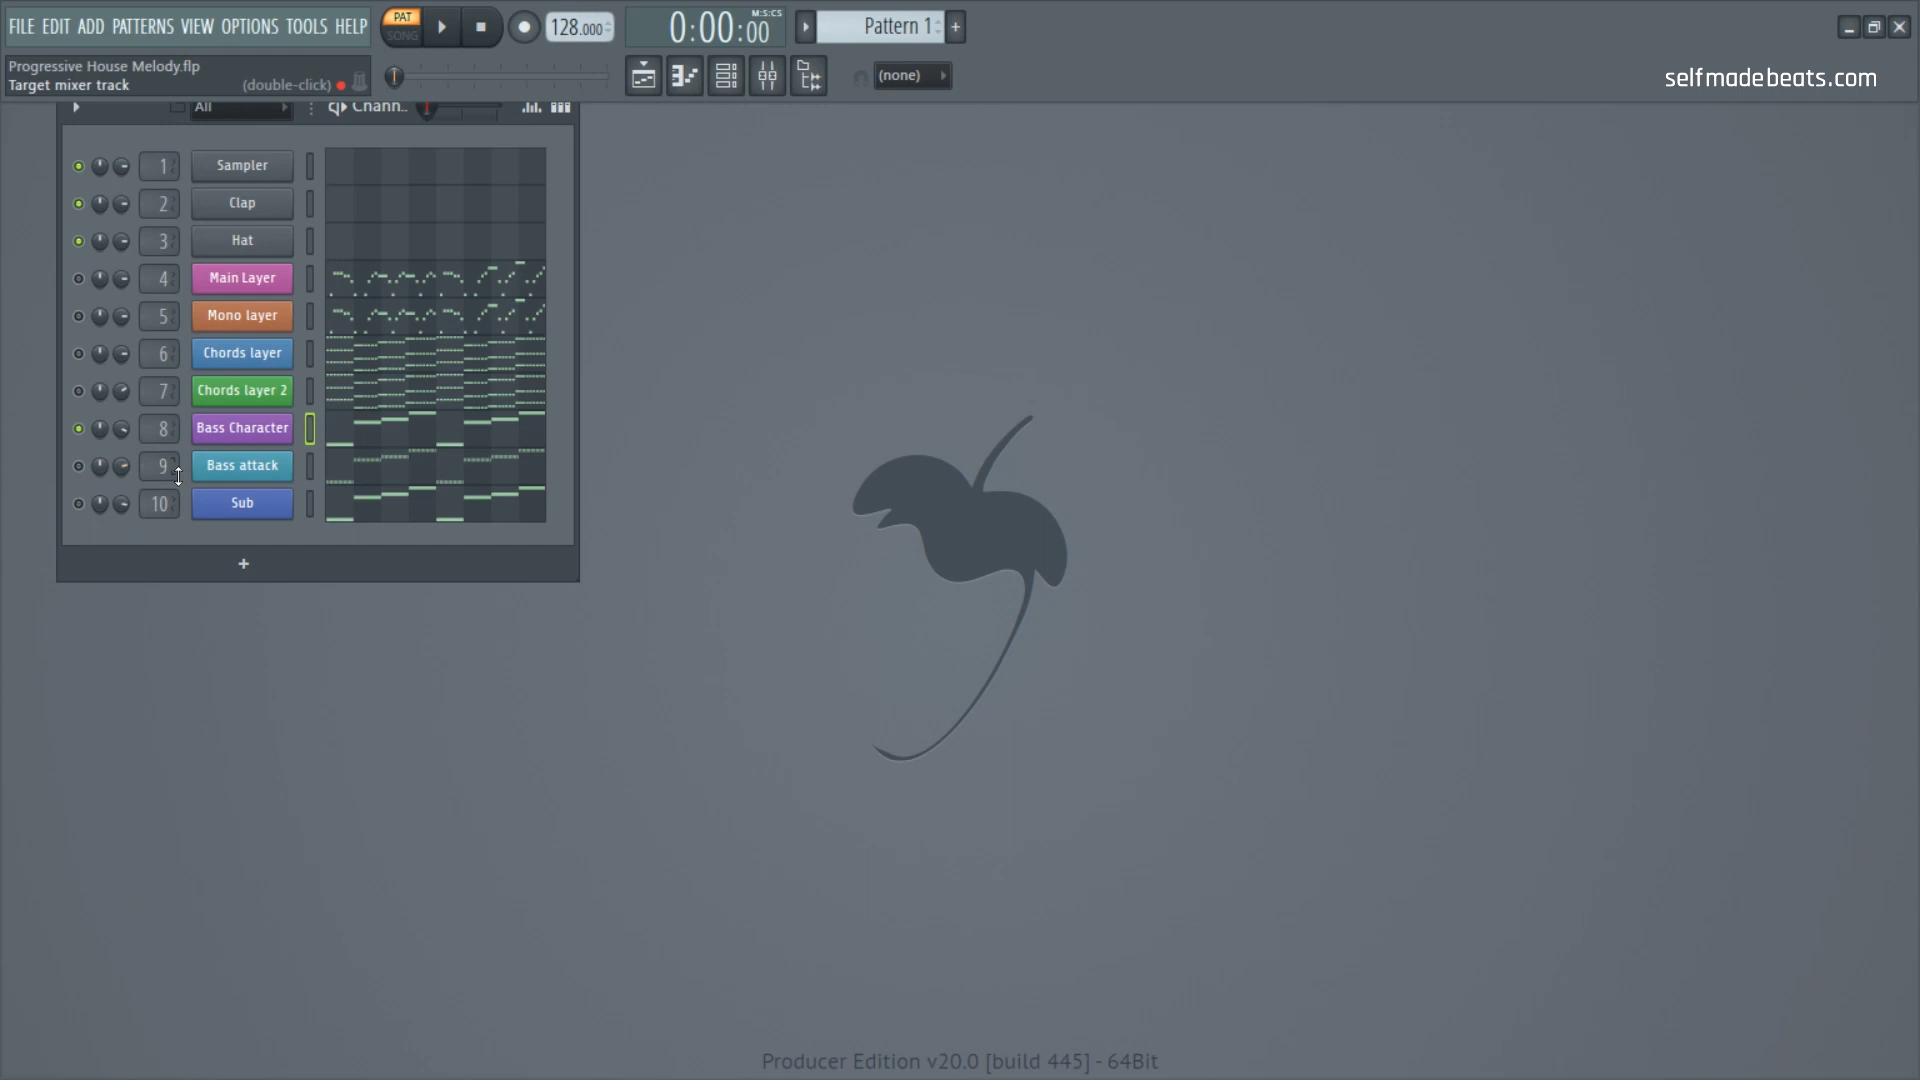 FILE EDIT ADD PATTERNS VIEW OPTIONS TOOLS HELP
PAT
SONG
128.000
M:S:CS
0:00:00
Pattern 1
+
Progressive House Melody.flp
Target mixer track (double-click)
(none)
selfmadebeats.com
All
Chann..
1 Sampler
2 Clap
3 Hat
4 Main Layer
5 Mono layer
6 Chords layer
7 Chords layer 2
8 Bass Character
9 Bass attack
10 Sub
+
Producer Edition v20.0 [build 445] - 64Bit